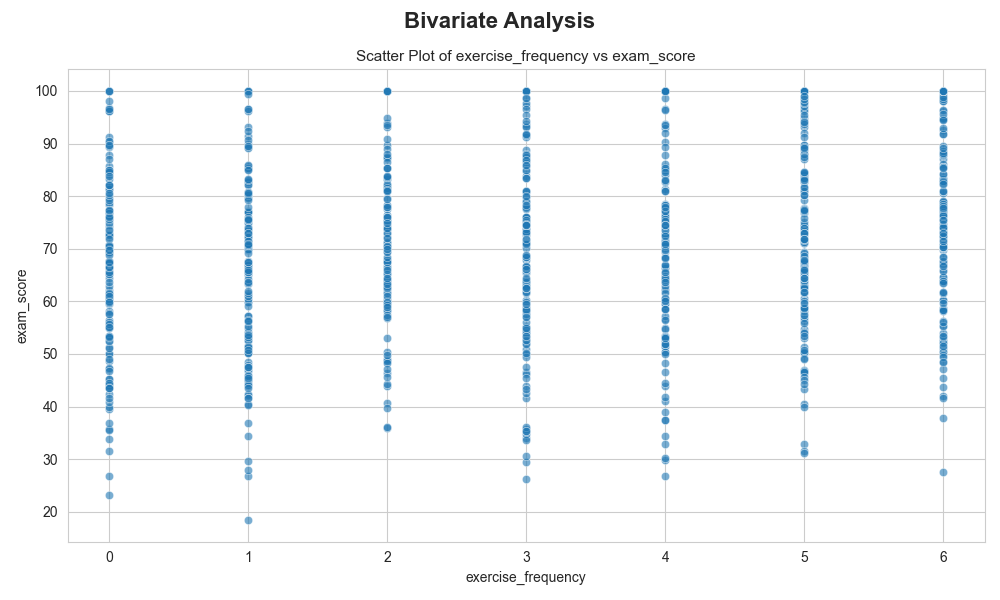 Bivariate Analysis
Scatter Plot of exercise_frequency vs exam_score
100
90
80
70
60
50
40
30
20
exam_score
0 1 2 3 4 5 6
exercise_frequency